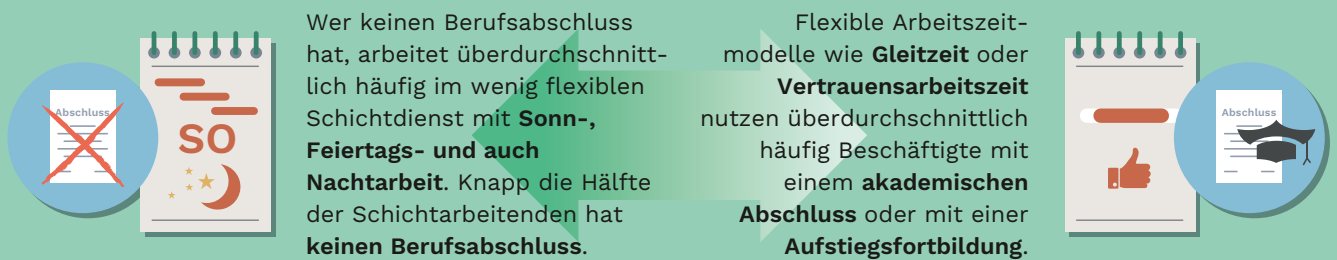 Abschluss
SO
Wer keinen Berufsabschluss
hat, arbeitet überdurchschnitt-
lich häufig im wenig flexiblen
Schichtdienst mit Sonn-,
Feiertags- und auch
Nachtarbeit. Knapp die Hälfte
der Schichtarbeitenden hat
keinen Berufsabschluss.
Flexible Arbeitszeit-
modelle wie Gleitzeit oder
Vertrauensarbeitszeit
nutzen überdurchschnittlich
häufig Beschäftigte mit
einem akademischen
Abschluss oder mit einer
Aufstiegsfortbildung.
Abschluss